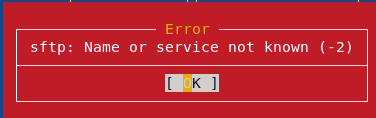 Error
sftp: Name or service not known (-2)
[ OK ]